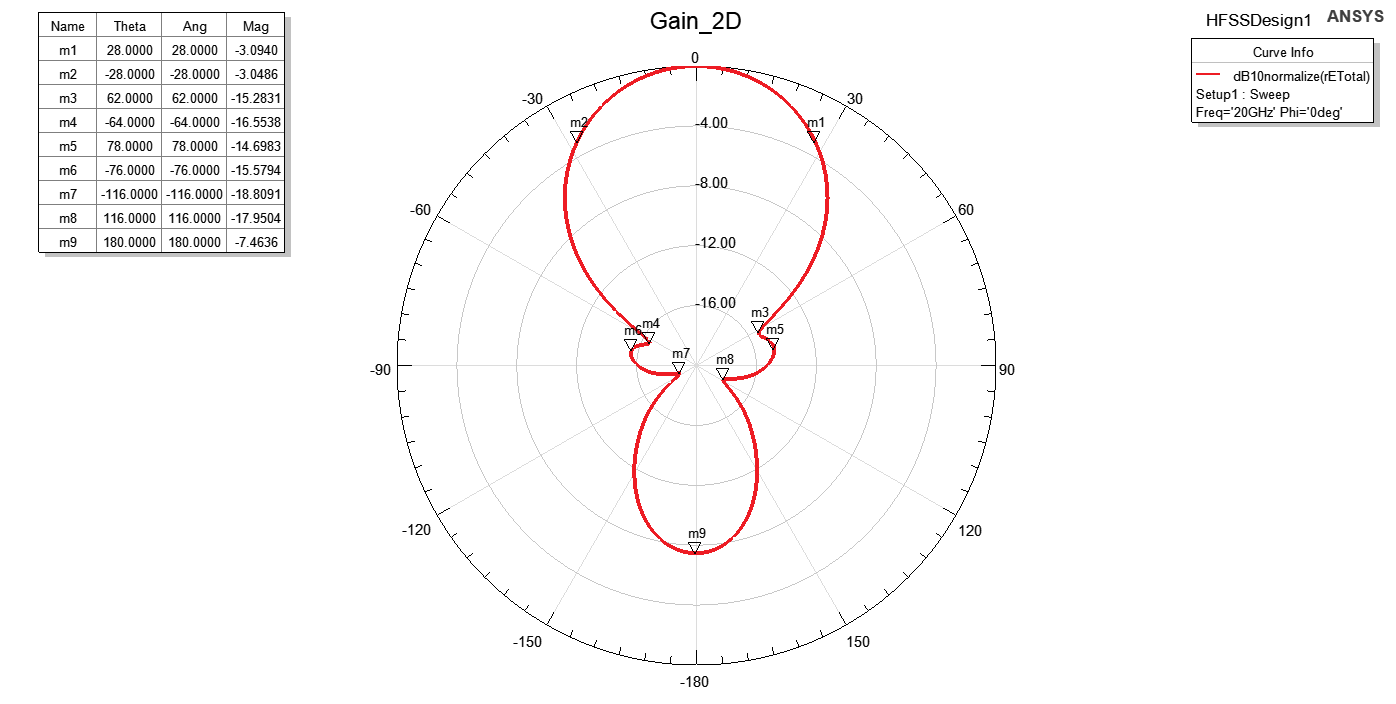 Gain_2D
HFSSDesign1
ANSYS
Name Theta Ang Mag
m1 28.0000 28.0000 -3.0940
m2 -28.0000 -28.0000 -3.0486
m3 62.0000 62.0000 -15.2831
m4 -64.0000 -64.0000 -16.5538
m5 78.0000 78.0000 -14.6983
m6 -76.0000 -76.0000 -15.5794
m7 -116.0000 -116.0000 -18.8091
m8 116.0000 116.0000 -17.9504
m9 180.0000 180.0000 -7.4636
Curve Info
dB10normalize(rETotal)
Setup1 : Sweep
Freq='20GHz' Phi='0deg'
0
-30
30
m2
-4.00
m1
-8.00
-60
60
-12.00
-16.00
m3
m6
m4
m5
m7
m8
-90
90
-120
120
m9
-150
150
-180